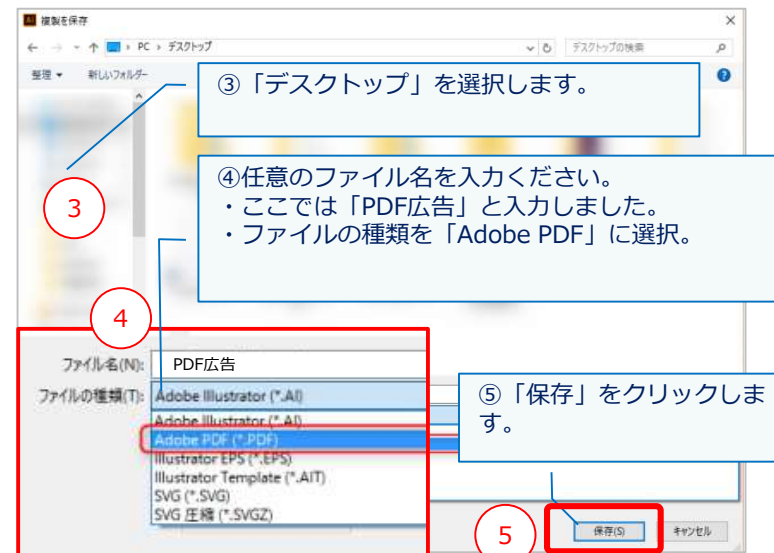 複製を保存
PC › デスクトップ
デスクトップの検索
整理 ▼ 新しいフォルダー
③「デスクトップ」を選択します。
3
④任意のファイル名を入力ください。
・ここでは「PDF広告」と入力しました。
・ファイルの種類を「Adobe PDF」に選択。
4
ファイル名(N): PDF広告
ファイルの種類(T): Adobe Illustrator (*.AI)
Adobe Illustrator (*.AI)
Adobe PDF (*.PDF)
Illustrator EPS (*.EPS)
Illustrator Template (*.AIT)
SVG (*.SVG)
SVG 圧縮 (*.SVGZ)
⑤「保存」をクリックしま
す。
5
保存(S)
キャンセル